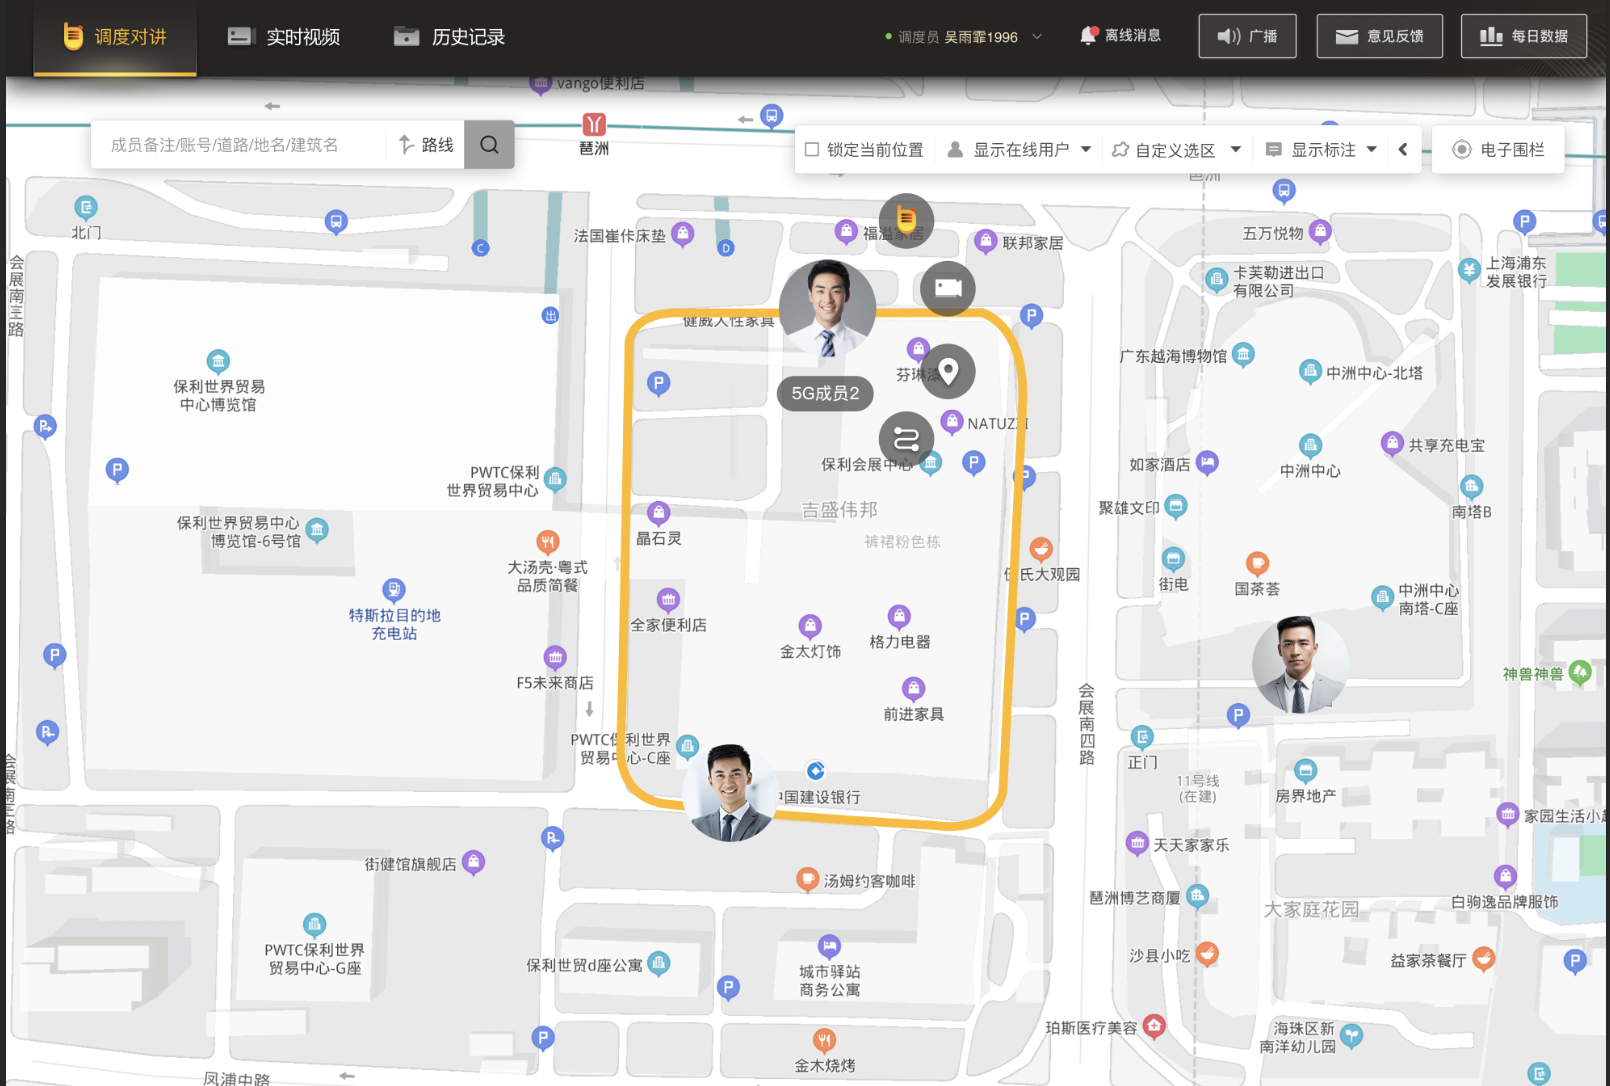 调度对讲
实时视频
历史记录
调度员 吴雨霏1996
离线消息
广播
意见反馈
每日数据
vango便利店
成员备注/账号/道路/地名/建筑名
路线
琶洲
锁定当前位置
显示在线用户
自定义选区
显示标注
电子围栏
琶洲
北门
C
法国崔佧床垫
D
福溢家居
联邦家居
五万悦物
P
卡芙勒进出口
有限公司
上海浦东
发展银行
会展南三路
出
健威人性家具
P
广东越海博物馆
中洲中心-北塔
保利世界贸易
中心博览馆
P
5G成员2
芬琳漆
NATUZZI
保利会展中心
P
P
如家酒店
中洲中心
共享充电宝
P
PWTC保利
世界贸易中心
聚雄文印
南塔B
吉盛伟邦
裤裙粉色栋
保利世界贸易中心
博览馆-6号馆
晶石灵
大汤壳·粤式
品质简餐
街电
国茶荟
中洲中心
南塔-C座
特斯拉目的地
充电站
全家便利店
金太灯饰
格力电器
P
P
F5未来商店
前进家具
神兽神兽
P
会展南四路
PWTC保利世界
贸易中心-C座
正门
11号线
(在建)
中国建设银行
房界地产
会展南三路
家园生活小超
天天家家乐
街健馆旗舰店
汤姆约客咖啡
琶洲博艺商厦
大家庭花园
白驹逸品牌服饰
PWTC保利世界
贸易中心-G座
保利世贸d座公寓
城市驿站
商务公寓
沙县小吃
益家茶餐厅
P
P
P
珀斯医疗美容
海珠区新
南洋幼儿园
金木烧烤
凤浦中路